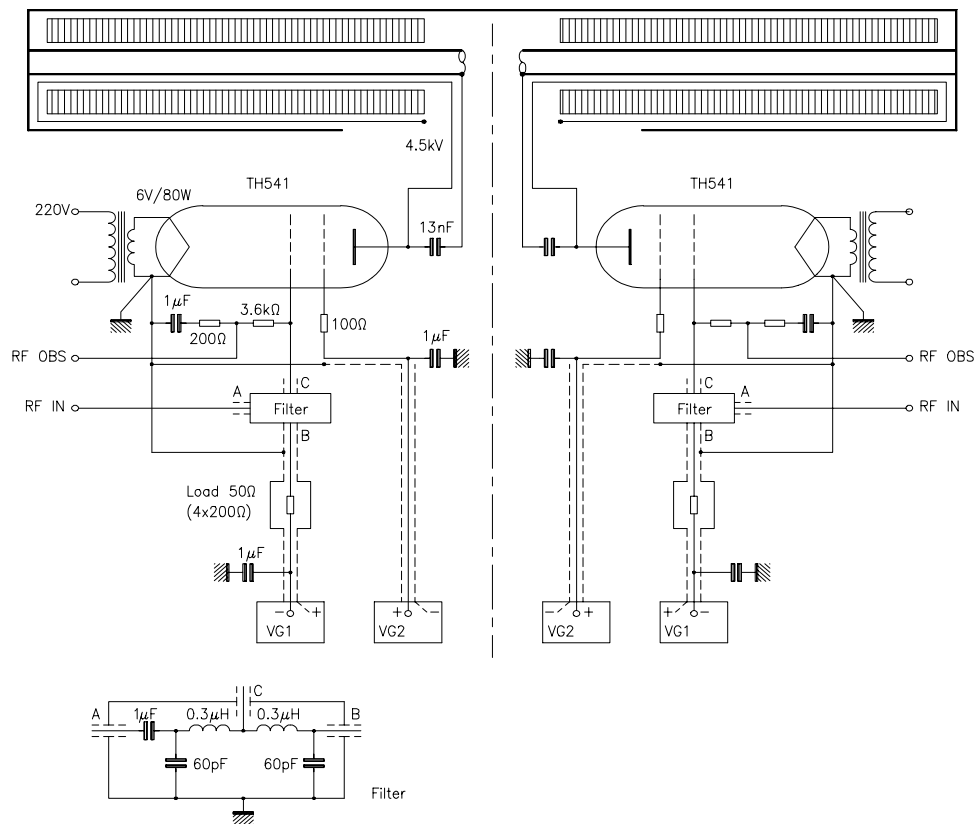 4.5kV
TH541
TH541
6V/80W
220V
13nF
1μF
3.6kΩ
200Ω
100Ω
1μF
RF OBS
RF OBS
A
C
C
A
RF IN
Filter
Filter
RF IN
B
B
Load 50Ω
(4x200Ω)
1μF
- +
+ -
- +
+ -
VG1
VG2
VG2
VG1
C
A
1μF
0.3μH
0.3μH
B
60pF
60pF
Filter